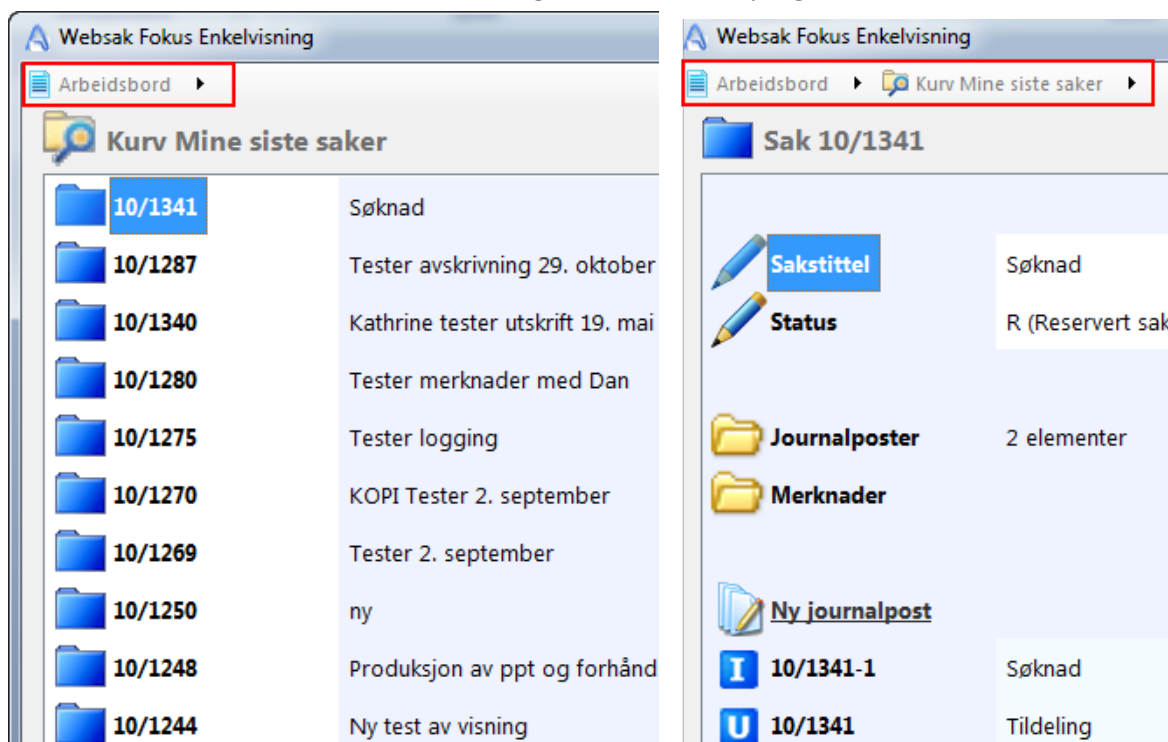 Websak Fokus Enkelvisning
Arbeidsbord
Kurv Mine siste saker
10/1341 Søknad
10/1287 Tester avskrivning 29. oktober
10/1340 Kathrine tester utskrift 19. mai
10/1280 Tester merknader med Dan
10/1275 Tester logging
10/1270 KOPI Tester 2. september
10/1269 Tester 2. september
10/1250 ny
10/1248 Produksjon av ppt og forhånd
10/1244 Ny test av visning
Websak Fokus Enkelvisning
Arbeidsbord Kurv Mine siste saker
Sak 10/1341
Sakstittel Søknad
Status R (Reservert sak
Journalposter 2 elementer
Merknader
Ny journalpost
I 10/1341-1 Søknad
U 10/1341 Tildeling